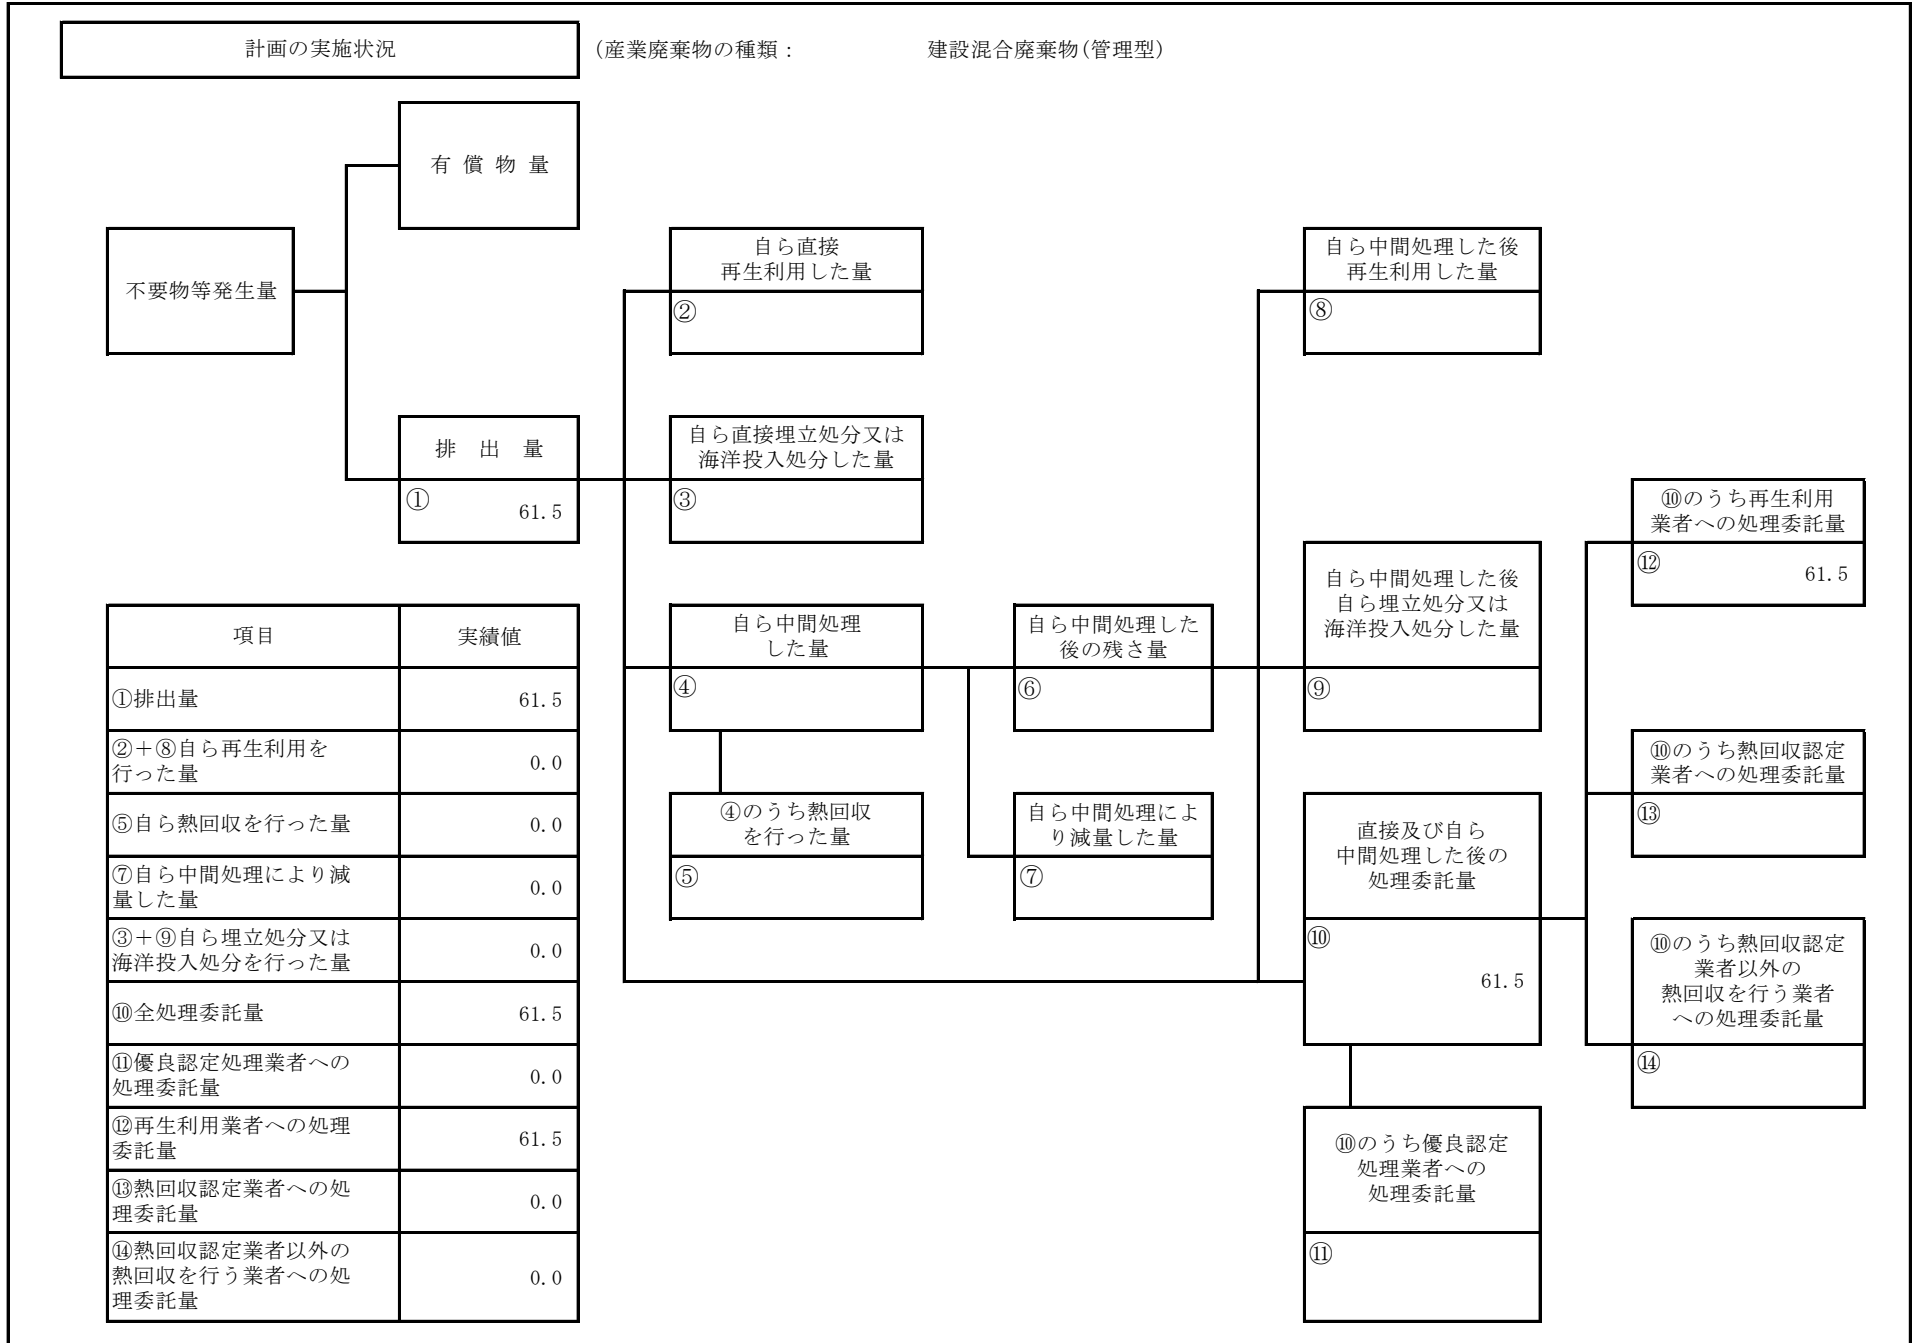 計画の実施状況
(産業廃棄物の種類： 建設混合廃棄物(管理型)
有 償 物 量
不要物等発生量
自ら直接
再生利用した量
②
自ら中間処理した後
再生利用した量
⑧
排 出 量
① 61.5
自ら直接埋立処分又は
海洋投入処分した量
③
⑩のうち再生利用
業者への処理委託量
⑫ 61.5
自ら中間処理した後
自ら埋立処分又は
海洋投入処分した量
⑨
自ら中間処理
した量
④
自ら中間処理した
後の残さ量
⑥
⑩のうち熱回収認定
業者への処理委託量
⑬
④のうち熱回収
を行った量
⑤
自ら中間処理によ
り減量した量
⑦
直接及び自ら
中間処理した後の
処理委託量
⑩
61.5
⑩のうち熱回収認定
業者以外の
熱回収を行う業者
への処理委託量
⑭
⑩のうち優良認定
処理業者への
処理委託量
⑪
項目 実績値
①排出量 61.5
②＋⑧自ら再生利用を
行った量 0.0
⑤自ら熱回収を行った量 0.0
⑦自ら中間処理により減
量した量 0.0
③＋⑨自ら埋立処分又は
海洋投入処分を行った量 0.0
⑩全処理委託量 61.5
⑪優良認定処理業者への
処理委託量 0.0
⑫再生利用業者への処理
委託量 61.5
⑬熱回収認定業者への処
理委託量 0.0
⑭熱回収認定業者以外の
熱回収を行う業者への処
理委託量 0.0